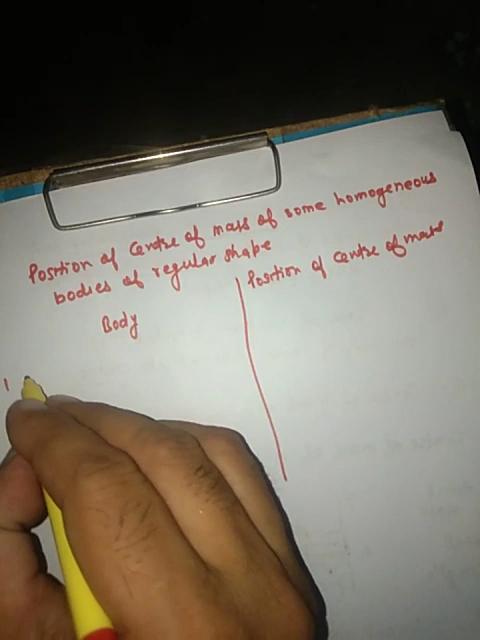 Position of centre of mass of some homogeneous
bodies of regular shape
Body
Position of centre of mass
1